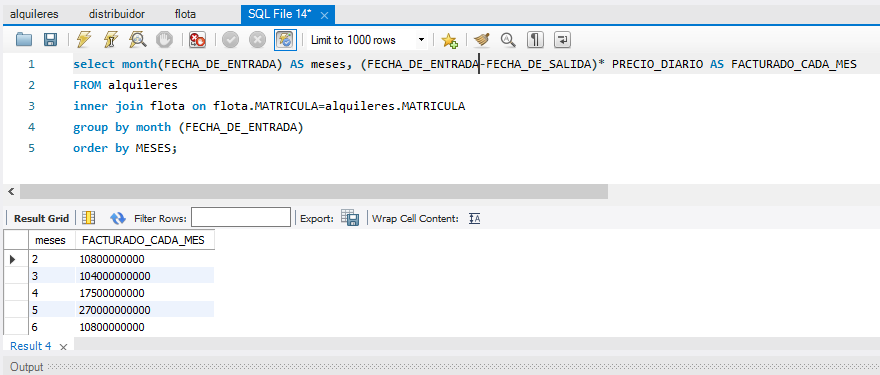 alquileres distribuidor flota SQL File 14* ×
Limit to 1000 rows
1 select month(FECHA_DE_ENTRADA) AS meses, (FECHA_DE_ENTRADA-FECHA_DE_SALIDA)* PRECIO_DIARIO AS FACTURADO_CADA_MES
2 FROM alquileres
3 inner join flota on flota.MATRICULA=alquileres.MATRICULA
4 group by month (FECHA_DE_ENTRADA)
5 order by MESES;
Result Grid Filter Rows: Export: Wrap Cell Content: IA
meses FACTURADO_CADA_MES
2 10800000000
3 104000000000
4 17500000000
5 270000000000
6 10800000000
Result 4 ×
Output